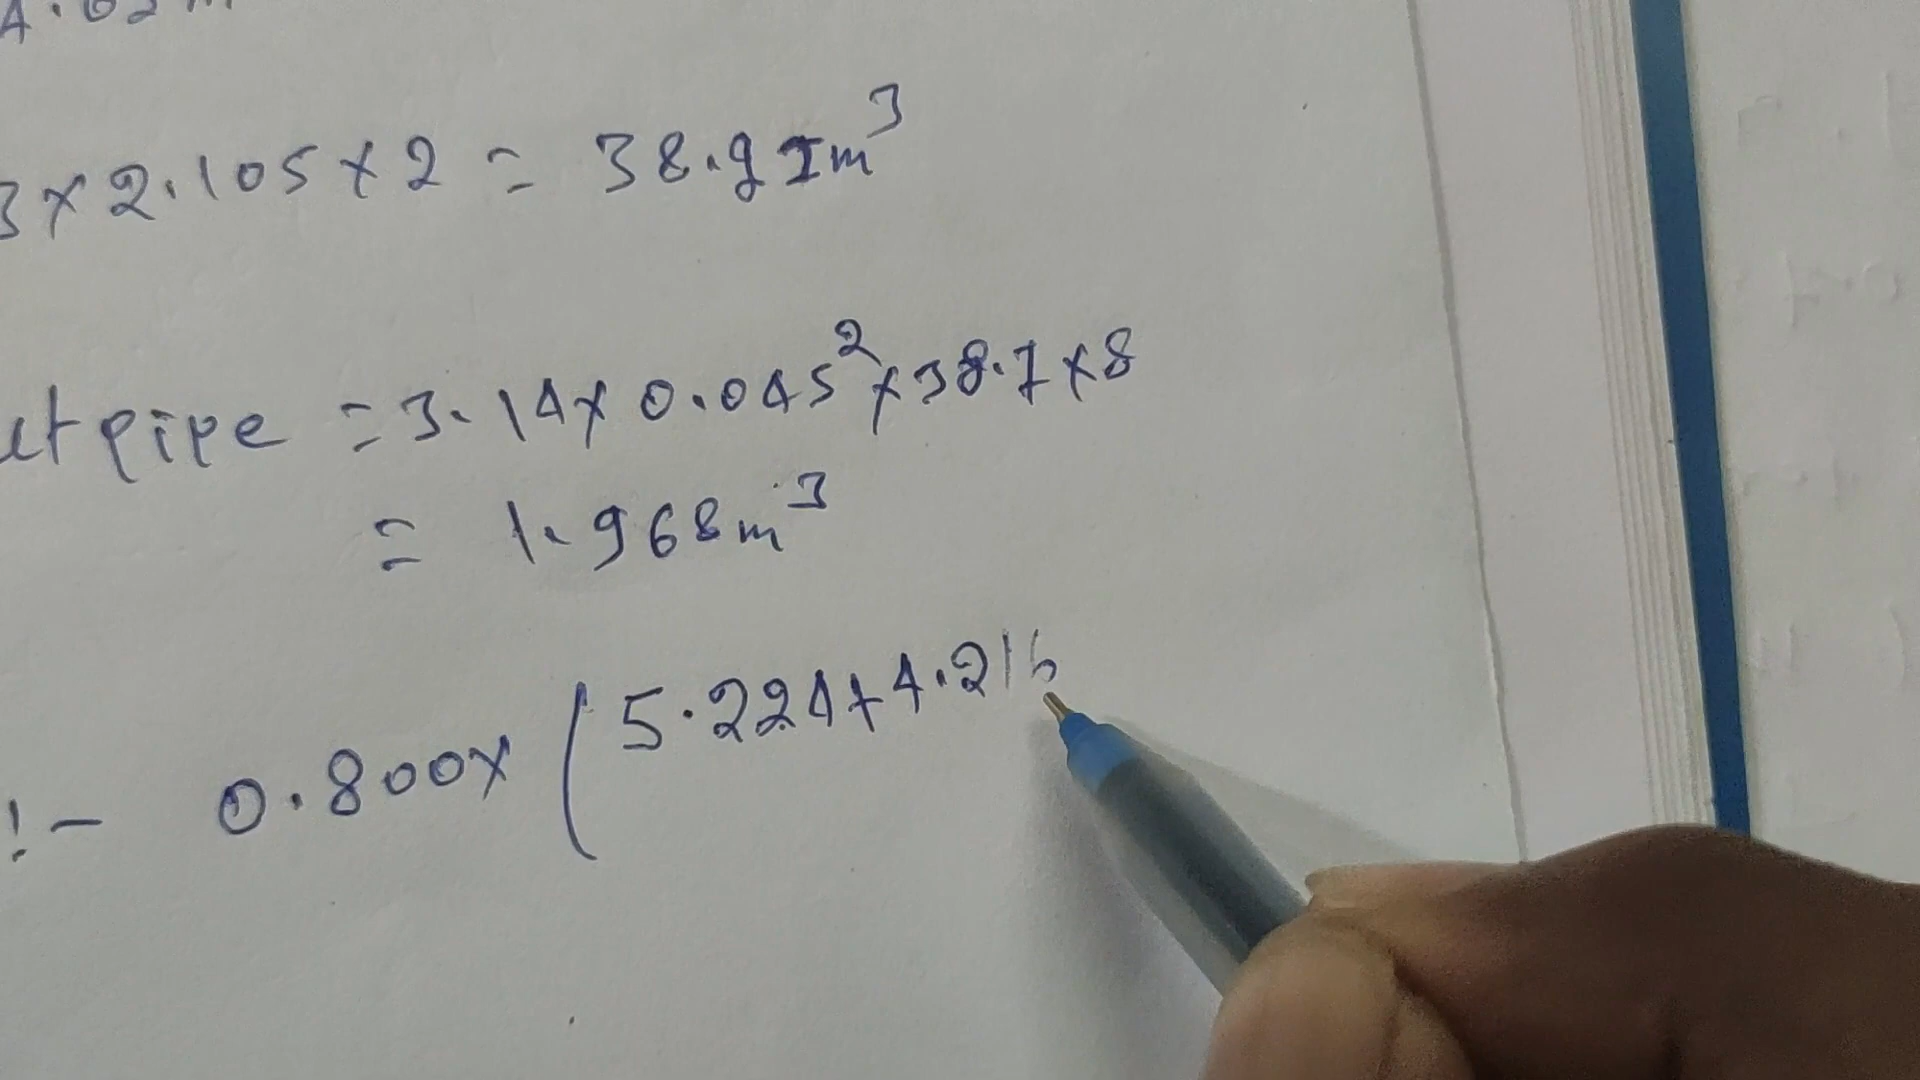 3×2.105×2 = 38.91m³
pipe = 3.14×0.045²×38.7×8
= 1.968m³
:- 0.800×(5.224+4.216